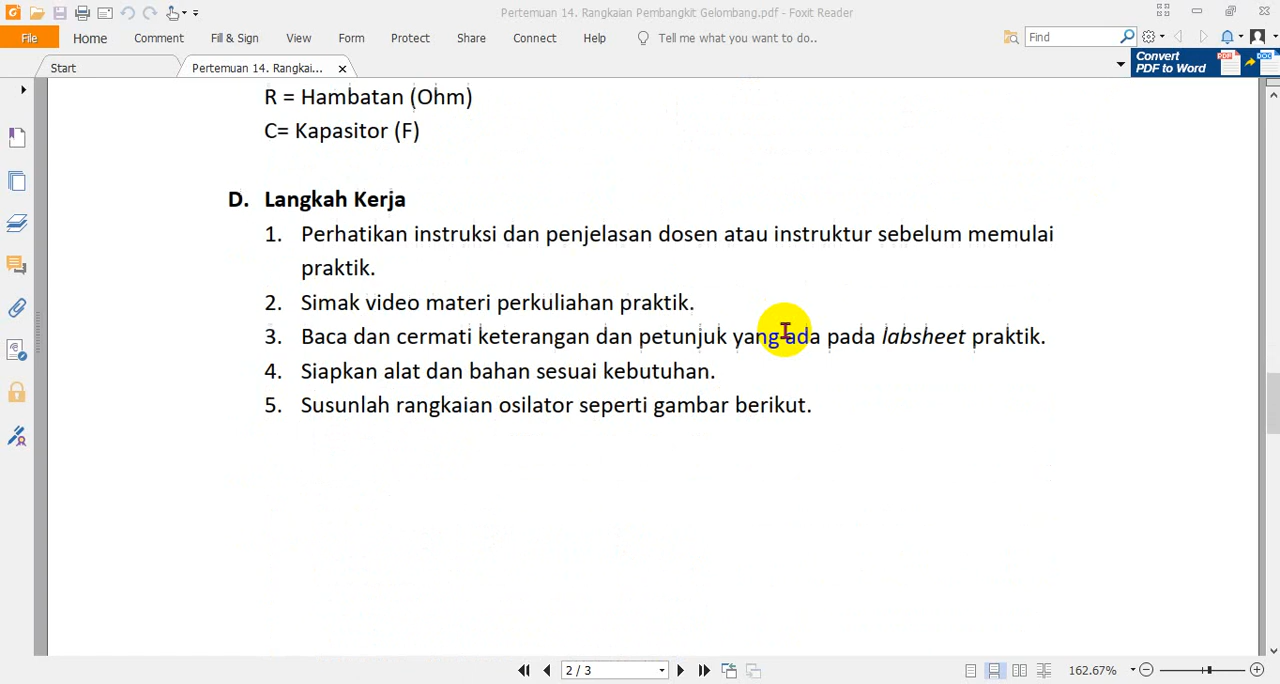 Pertemuan 14. Rangkaian Pembangkit Gelombang.pdf - Foxit Reader
File Home Comment Fill & Sign View Form Protect Share Connect Help Tell me what you want to do.. Find
Start Pertemuan 14. Rangkai...
Convert
PDF to Word
R = Hambatan (Ohm)
C= Kapasitor (F)
D. Langkah Kerja
1. Perhatikan instruksi dan penjelasan dosen atau instruktur sebelum memulai
praktik.
2. Simak video materi perkuliahan praktik.
3. Baca dan cermati keterangan dan petunjuk yang ada pada labsheet praktik.
4. Siapkan alat dan bahan sesuai kebutuhan.
5. Susunlah rangkaian osilator seperti gambar berikut.
2 / 3
162.67%